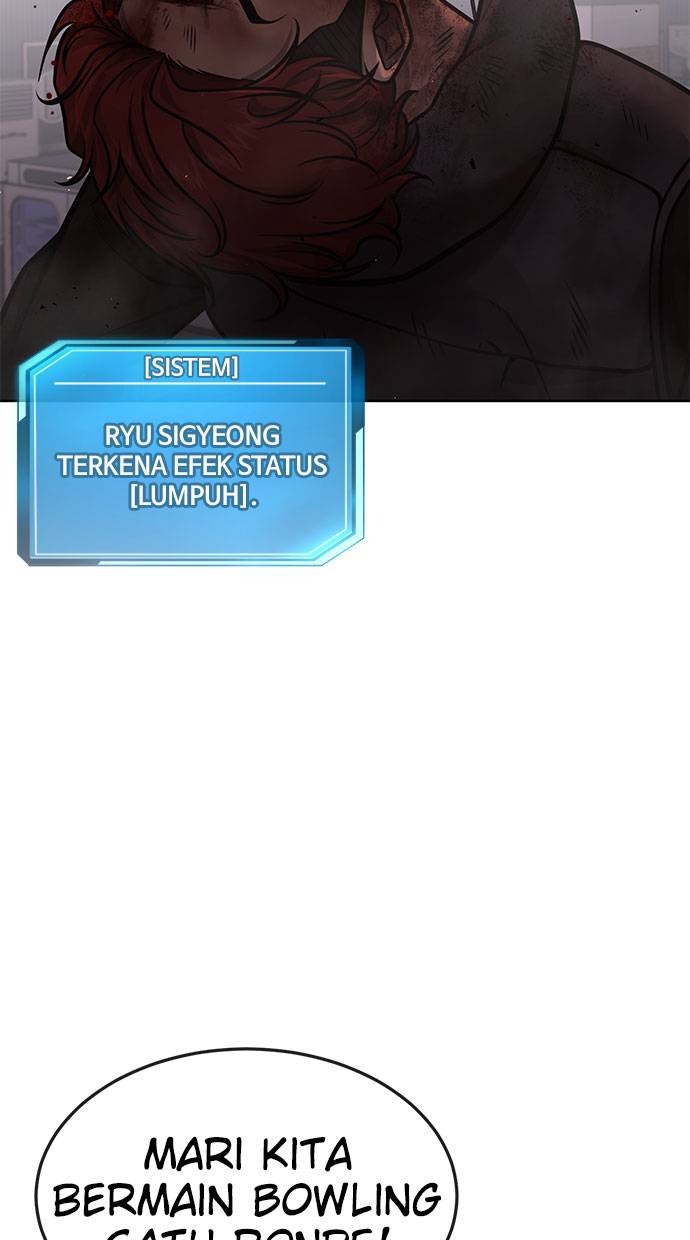 [SISTEM]
RYU SIGYEONG
TERKENA EFEK STATUS
[LUMPUH].
MARI KITA
BERMAIN BOWLING